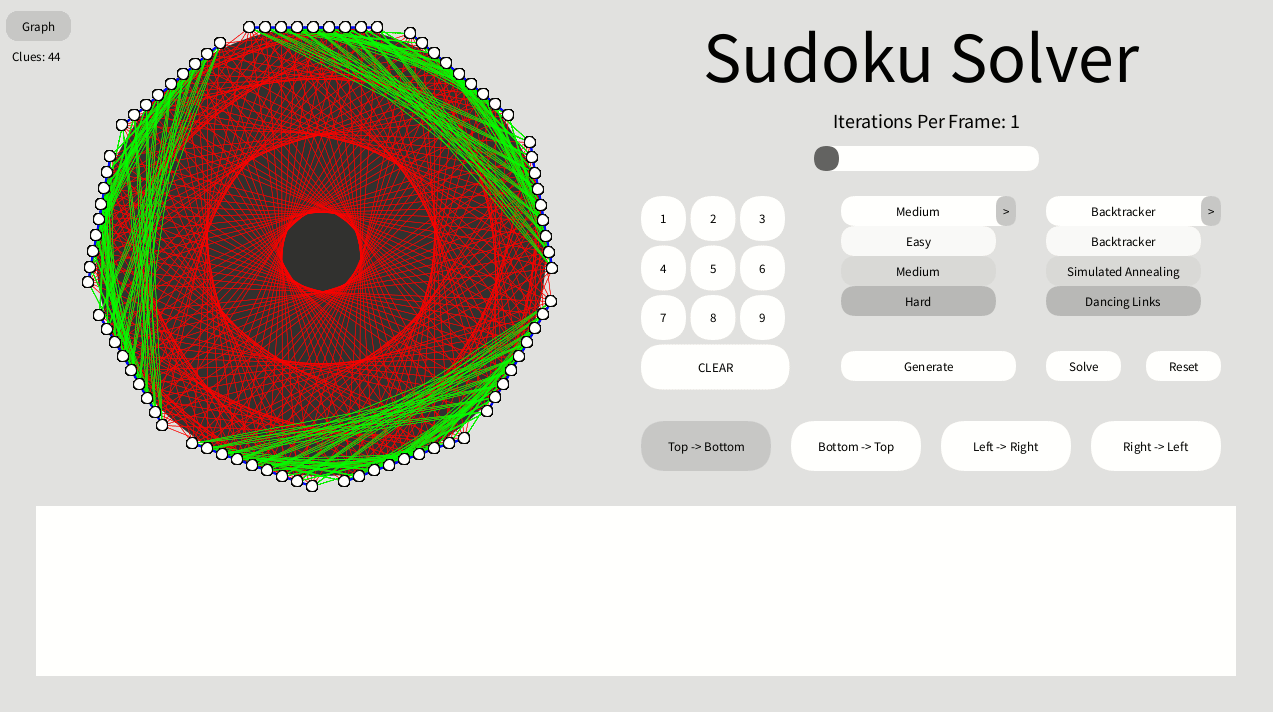 Graph
Clues: 44
Sudoku Solver
Iterations Per Frame: 1
1 2 3
4 5 6
7 8 9
CLEAR
Medium >
Easy
Medium
Hard
Generate
Backtracker >
Backtracker
Simulated Annealing
Dancing Links
Solve Reset
Top -> Bottom Bottom -> Top Left -> Right Right -> Left